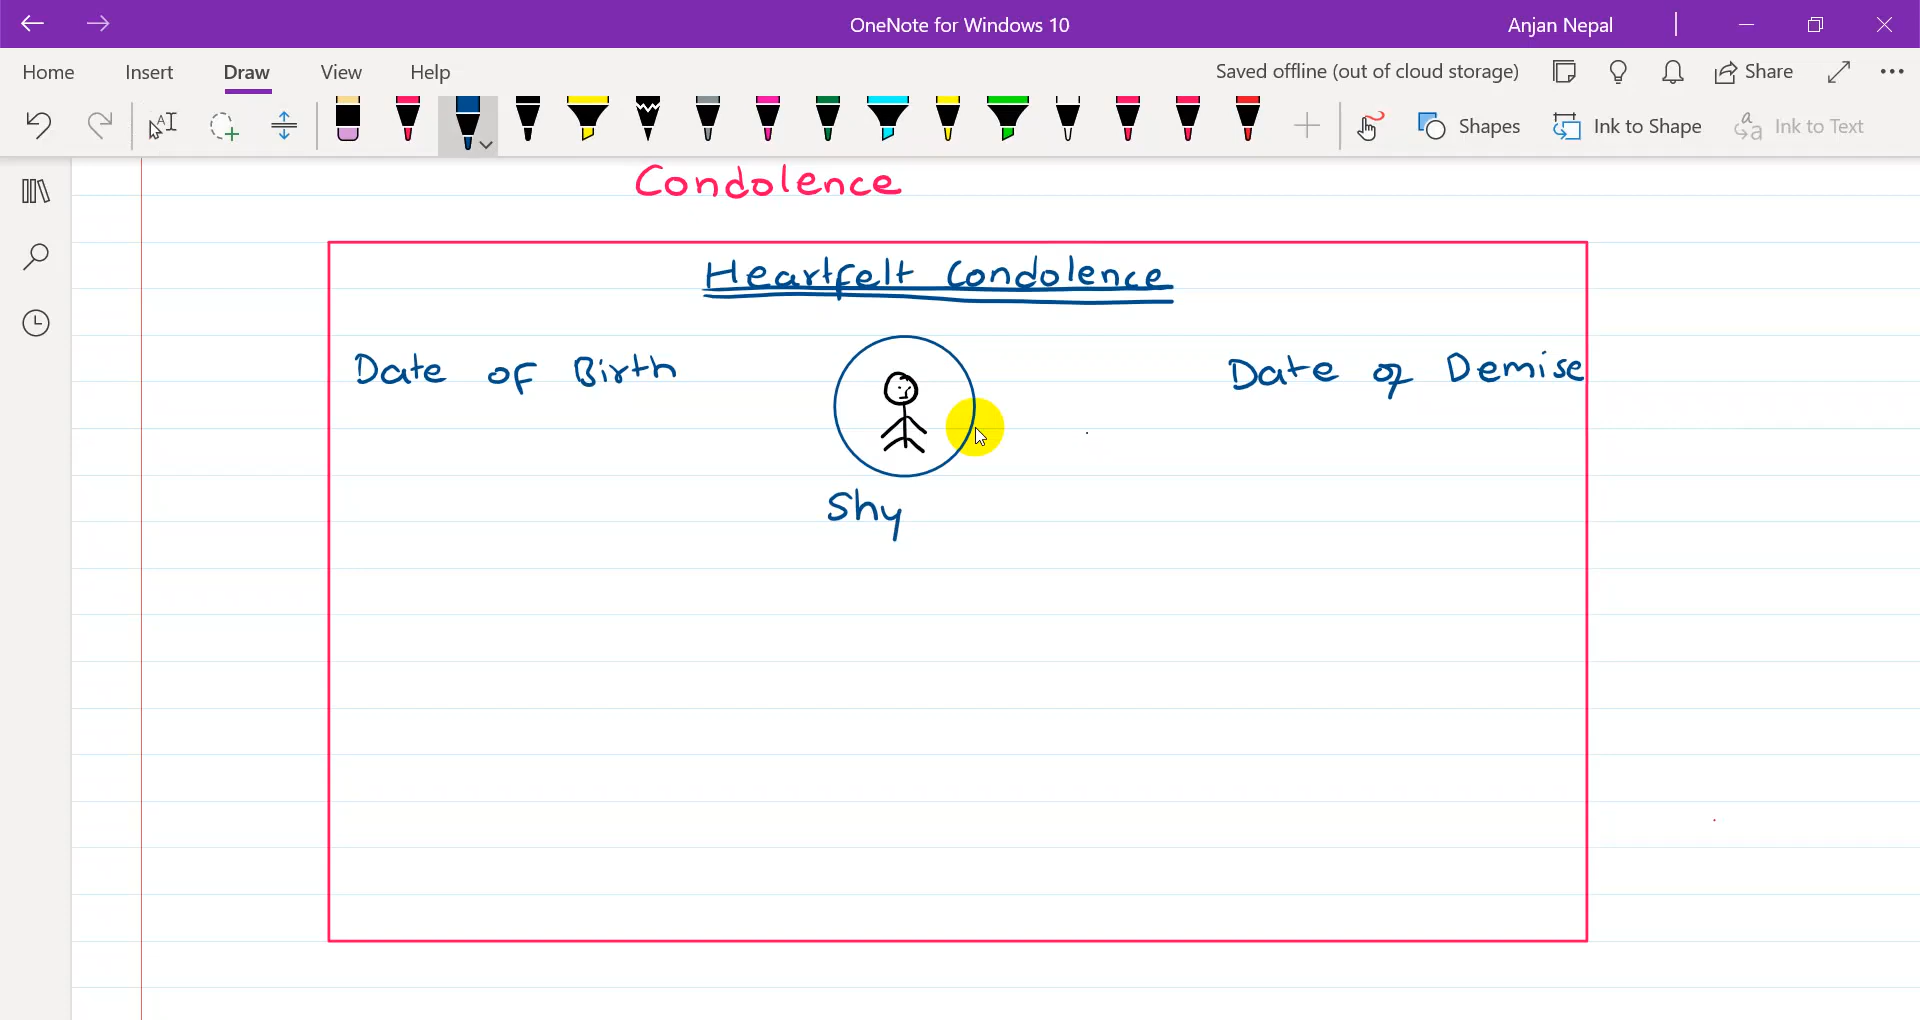 OneNote for Windows 10
Anjan Nepal
Home Insert Draw View Help
Saved offline (out of cloud storage) Share
Shapes Ink to Shape Ink to Text
Condolence
Heartfelt Condolence
Date of Birth Date of Demise
Shy